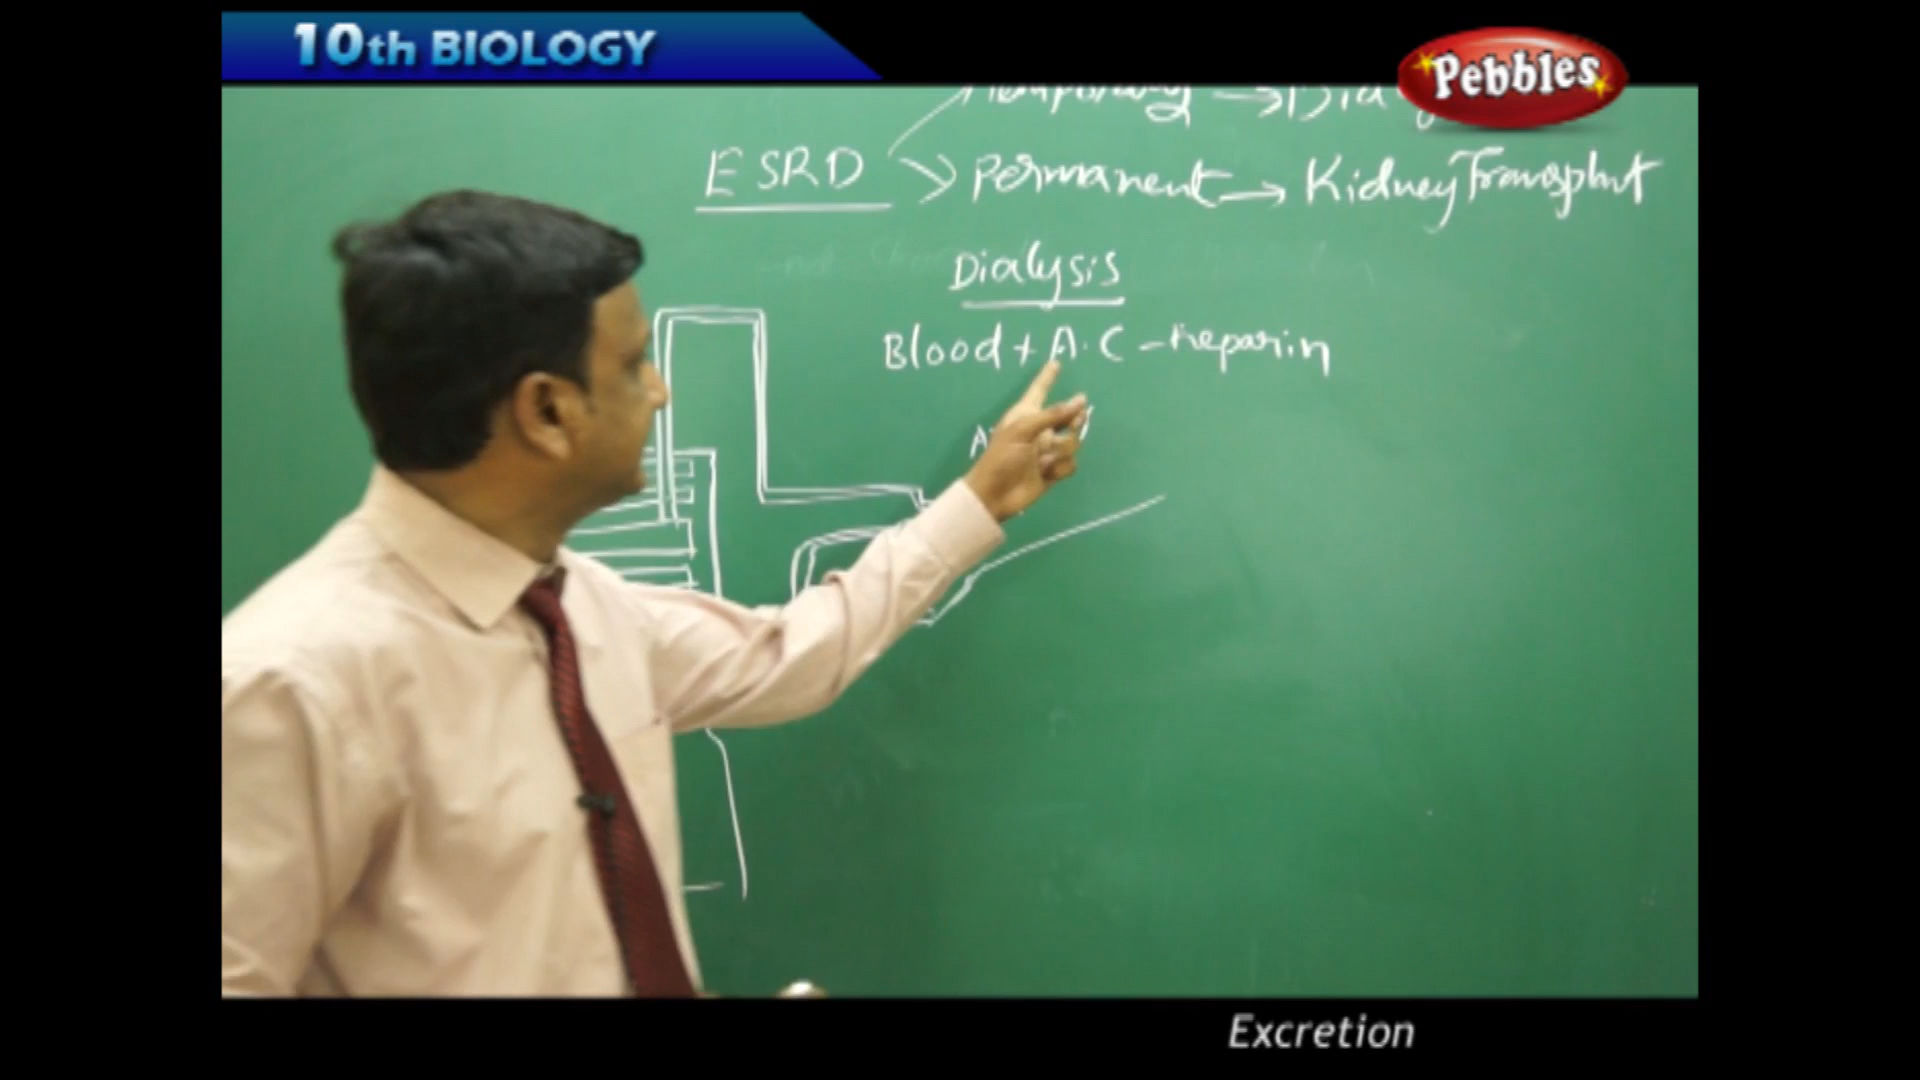 10th BIOLOGY
Pebbles
ESRD
Permanent → Kidney Transplant
Dialysis
Blood + A.C - heparin
Excretion